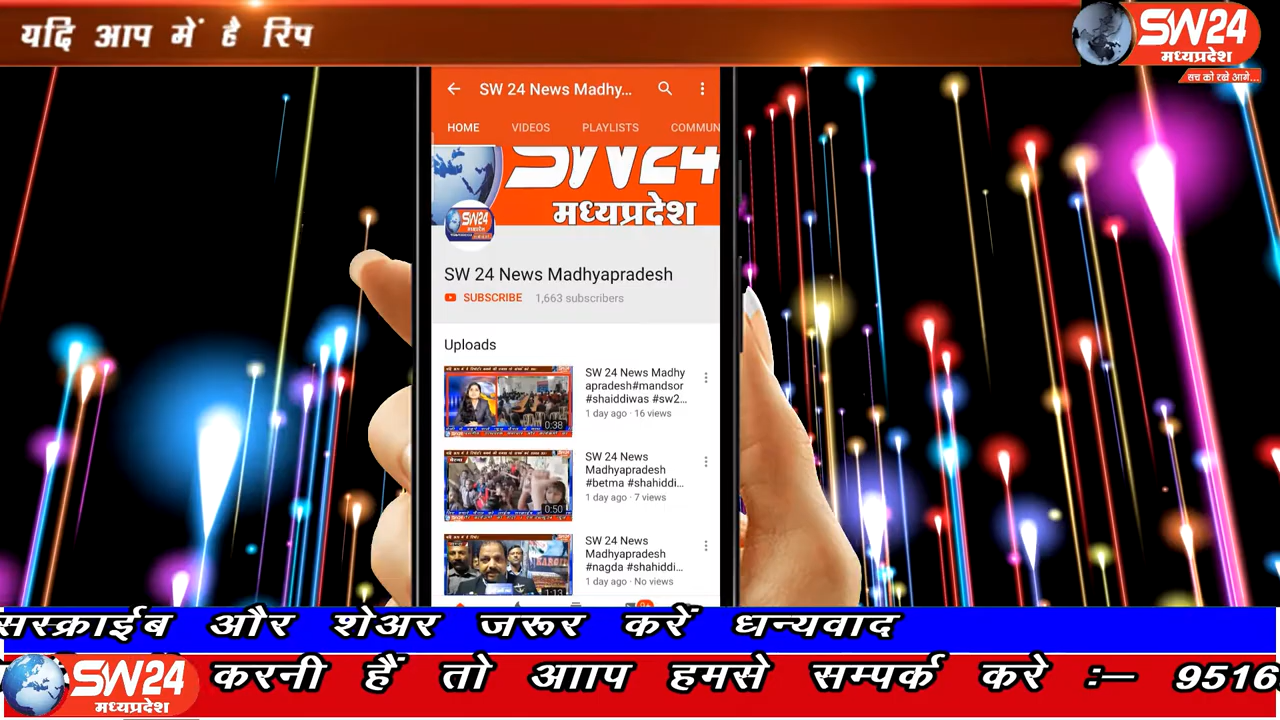 यदि आप में है रिप
SW24
मध्यप्रदेश
सच को रखे आगे...
SW 24 News Madhy...
HOME VIDEOS PLAYLISTS COMMUN
SW24
मध्यप्रदेश
SW24
SW 24 News Madhyapradesh
SUBSCRIBE 1,663 subscribers
Uploads
SW 24 News Madhy
apradesh#mandsor
#shaiddiwas #sw2...
1 day ago · 16 views
0:38
SW 24 News
Madhyapradesh
#betma #shahiddi...
1 day ago · 7 views
0:50
SW 24 News
Madhyapradesh
#nagda #shahiddi...
1 day ago · No views
1:13
सस्क्राईब और शेअर जरूर करें धन्यवाद
करनी हैं तो आाप हमसे सम्पर्क करे :— 9516
SW24
मध्यप्रदेश